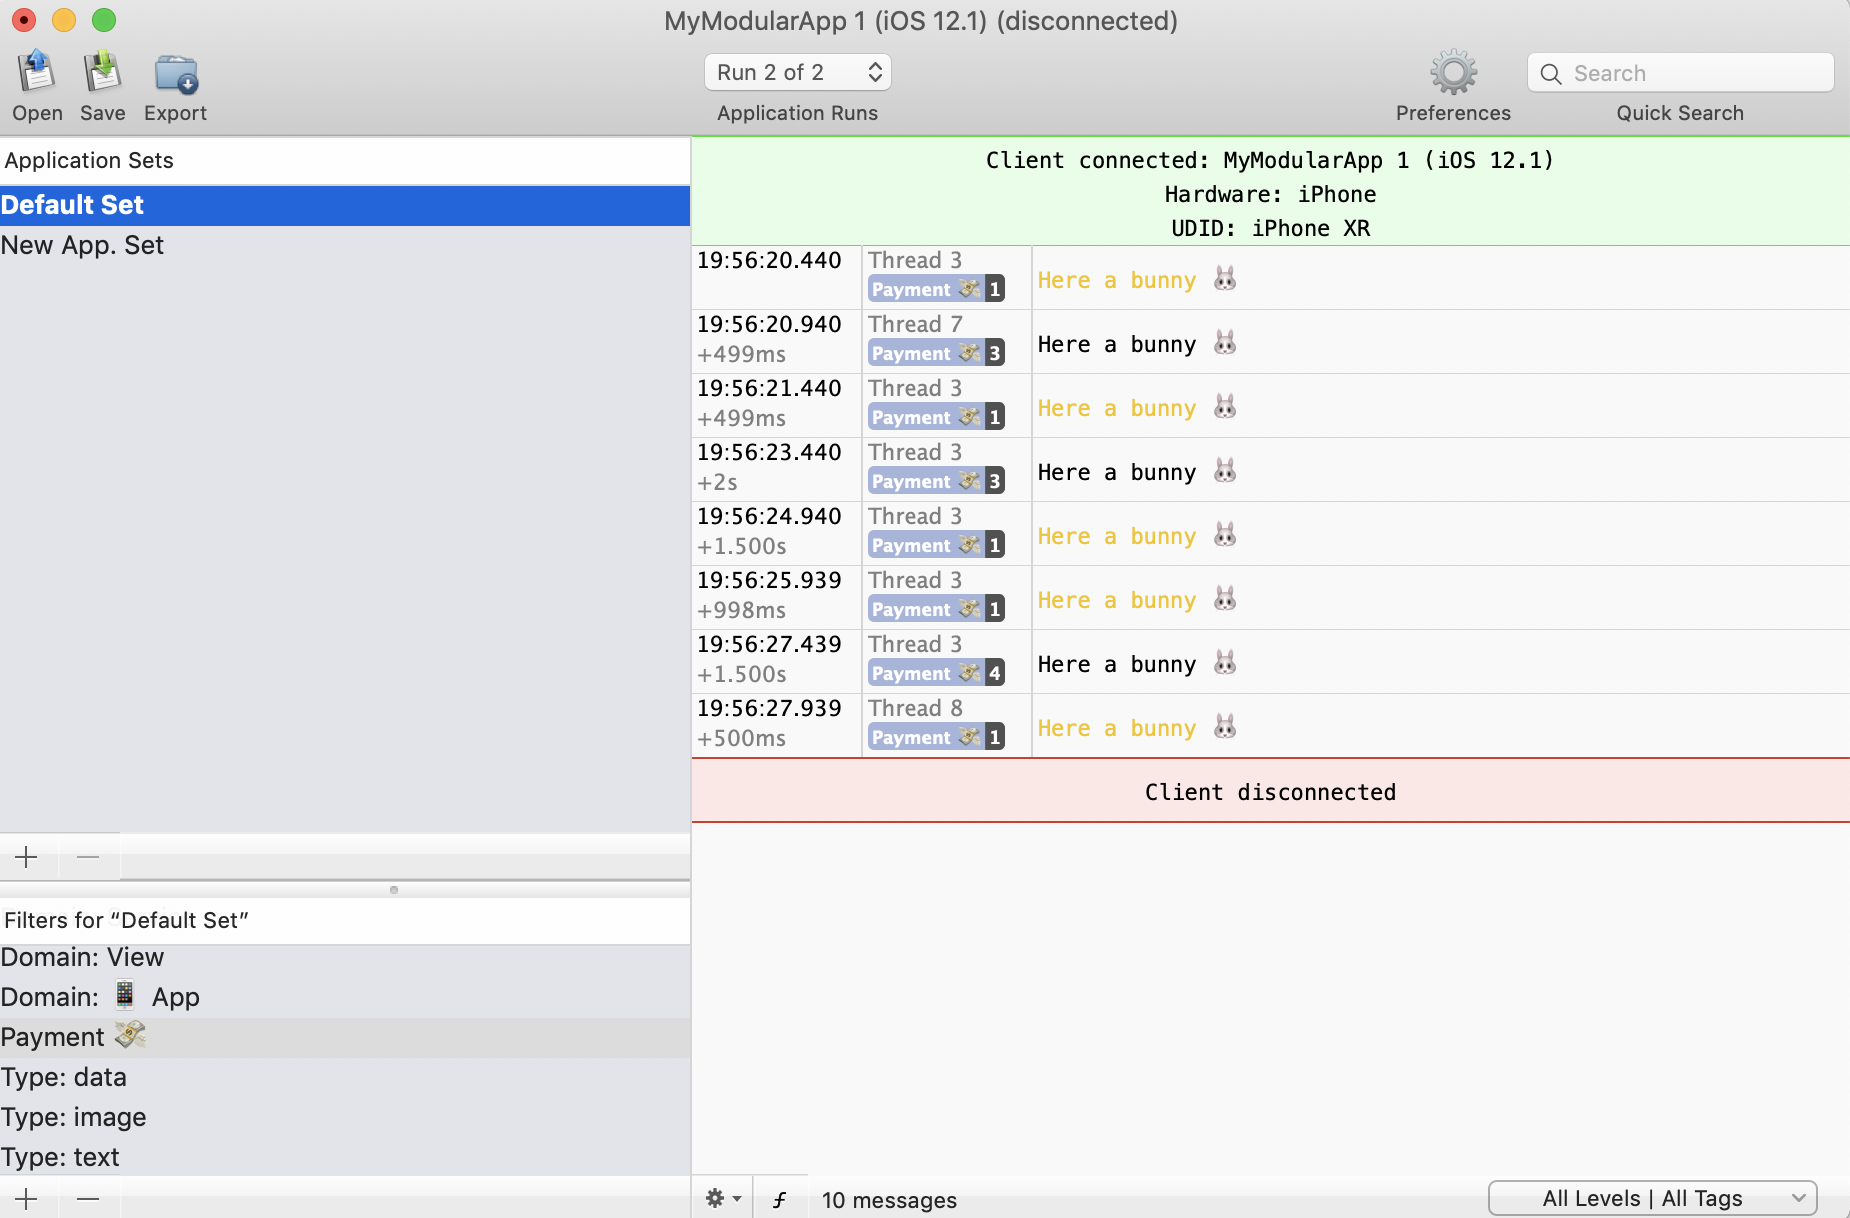 MyModularApp 1 (iOS 12.1) (disconnected)
Open
Save
Export
Run 2 of 2
Application Runs
Preferences
Search
Quick Search
Application Sets
Default Set
New App. Set
Filters for “Default Set”
Domain: View
Domain: 📱 App
Payment 💸
Type: data
Type: image
Type: text
Client connected: MyModularApp 1 (iOS 12.1)
Hardware: iPhone
UDID: iPhone XR
19:56:20.440
Thread 3
Payment 💸 1
Here a bunny 🐰
19:56:20.940
+499ms
Thread 7
Payment 💸 3
Here a bunny 🐰
19:56:21.440
+499ms
Thread 3
Payment 💸 1
Here a bunny 🐰
19:56:23.440
+2s
Thread 3
Payment 💸 3
Here a bunny 🐰
19:56:24.940
+1.500s
Thread 3
Payment 💸 1
Here a bunny 🐰
19:56:25.939
+998ms
Thread 3
Payment 💸 1
Here a bunny 🐰
19:56:27.439
+1.500s
Thread 3
Payment 💸 4
Here a bunny 🐰
19:56:27.939
+500ms
Thread 8
Payment 💸 1
Here a bunny 🐰
Client disconnected
ƒ
10 messages
All Levels | All Tags